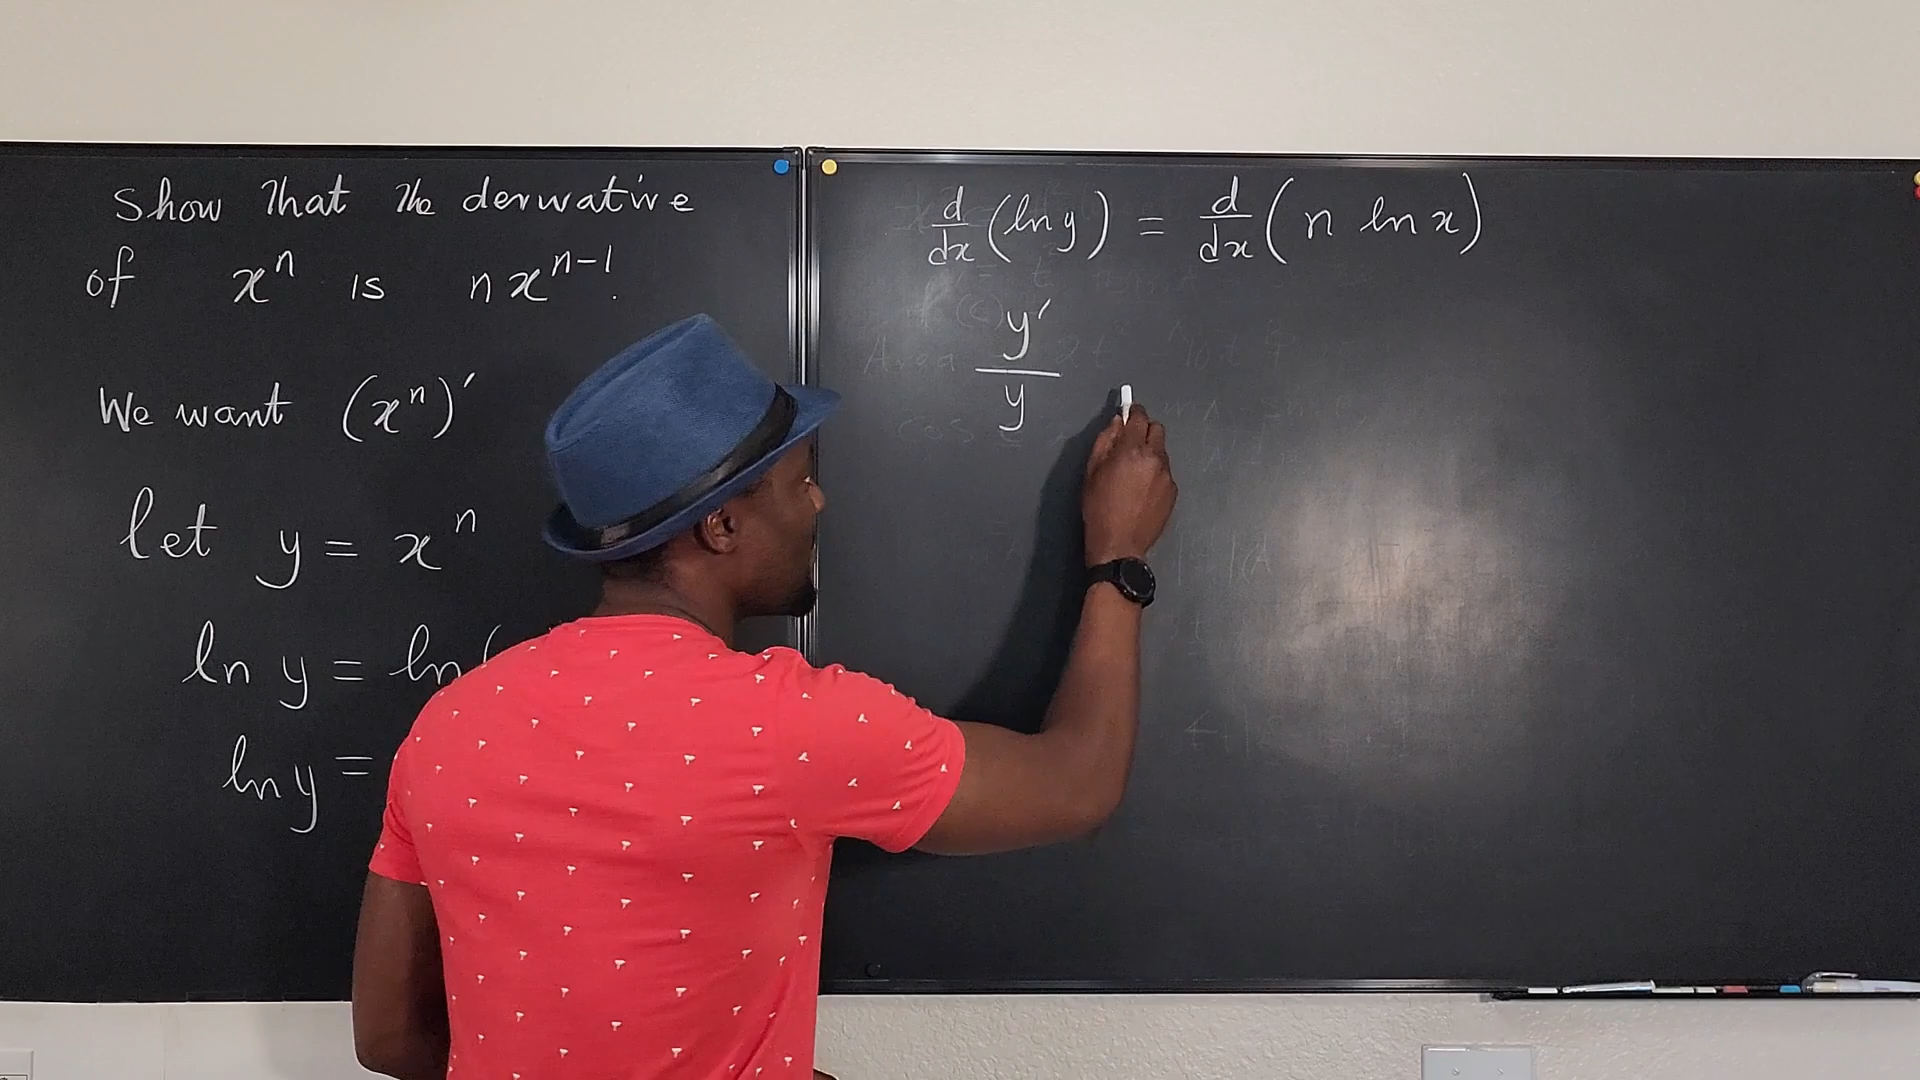 Show that the derivative
of x^n is nx^{n-1}.
We want (x^n)'
let y = x^n
ln y = ln(
ln y =
d/dx (ln y) = d/dx (n ln x)
y'/y